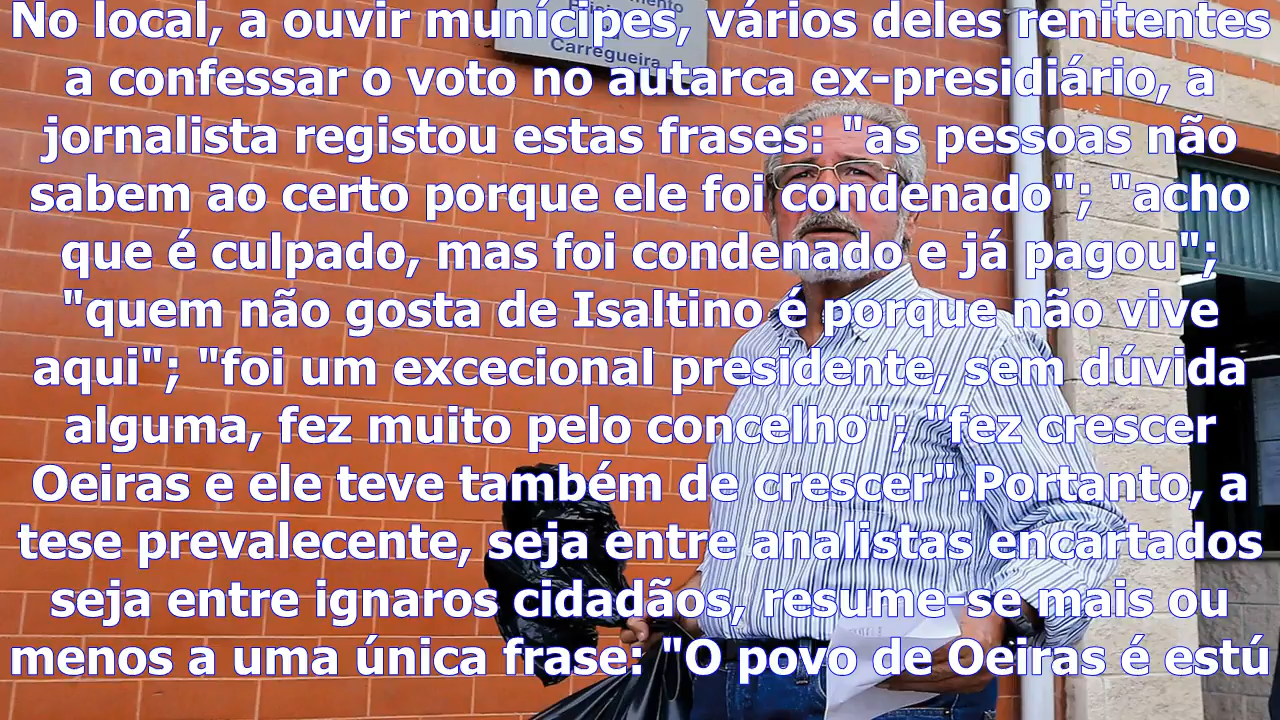 No local, a ouvir munícipes, vários deles renitentes
a confessar o voto no autarca ex-presidiário, a
jornalista registou estas frases: "as pessoas não
sabem ao certo porque ele foi condenado"; "acho
que é culpado, mas foi condenado e já pagou";
"quem não gosta de Isaltino é porque não vive
aqui"; "foi um excecional presidente, sem dúvida
alguma, fez muito pelo concelho"; "fez crescer
Oeiras e ele teve também de crescer".Portanto, a
tese prevalecente, seja entre analistas encartados
seja entre ignaros cidadãos, resume-se mais ou
menos a uma única frase: "O povo de Oeiras é estú
Carregueira